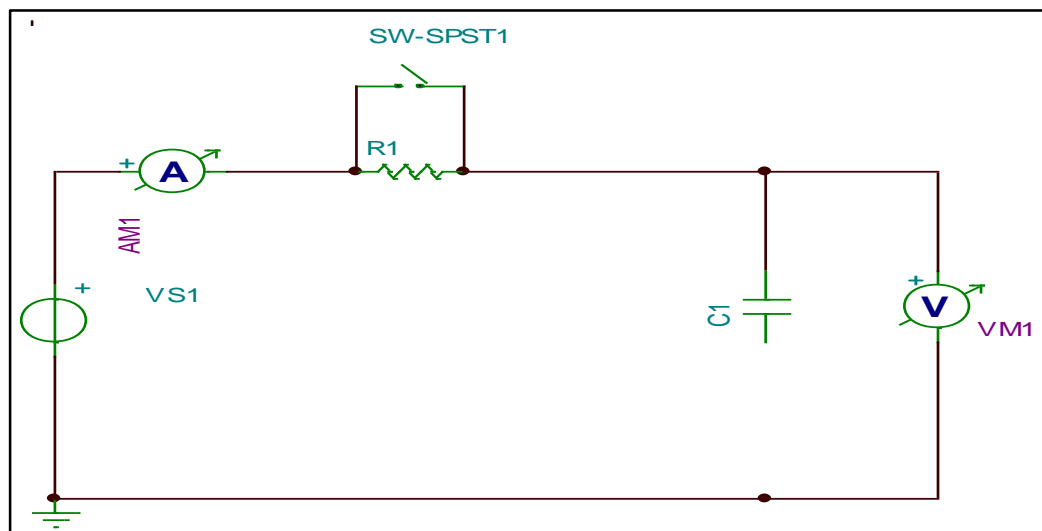 SW-SPST1
R1
+
A
AM1
+
VS1
C1
+
V
VM1